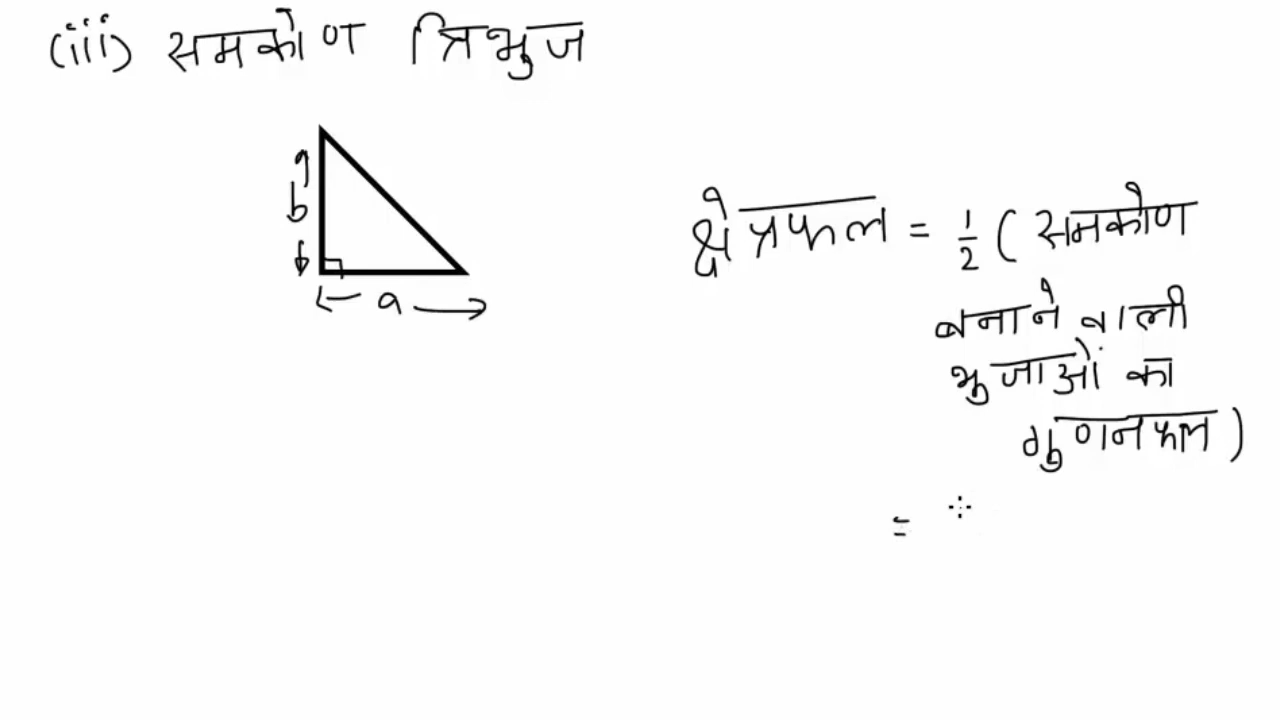 (iii) समकोण त्रिभुज
b
a
क्षेत्रफल = 1/2 ( समकोण
बनाने वाली
भुजाओं का
गुणनफल )
=